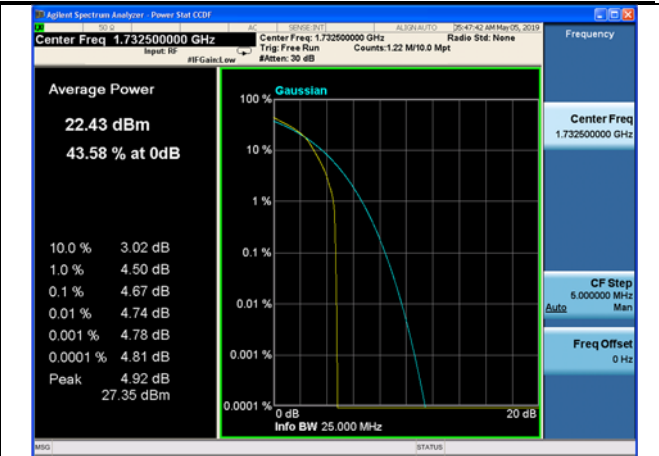 Agilent Spectrum Analyzer - Power Stat CCDF
50 Ω AC SENSE:INT ALIGN AUTO 05:47:42 AM May 05, 2019
Center Freq 1.732500000 GHz
Input: RF
#IFGain:Low
Center Freq: 1.732500000 GHz Radio Std: None
Trig: Free Run Counts:1.22 M/10.0 Mpt
#Atten: 30 dB
Frequency
Average Power
22.43 dBm
43.58 % at 0dB
10.0 % 3.02 dB
1.0 % 4.50 dB
0.1 % 4.67 dB
0.01 % 4.74 dB
0.001 % 4.78 dB
0.0001 % 4.81 dB
Peak 4.92 dB
27.35 dBm
Gaussian
100 %
10 %
1 %
0.1 %
0.01 %
0.001 %
0.0001 %
0 dB 20 dB
Info BW 25.000 MHz
Center Freq
1.732500000 GHz
CF Step
5.000000 MHz
Auto Man
Freq Offset
0 Hz
MSG STATUS